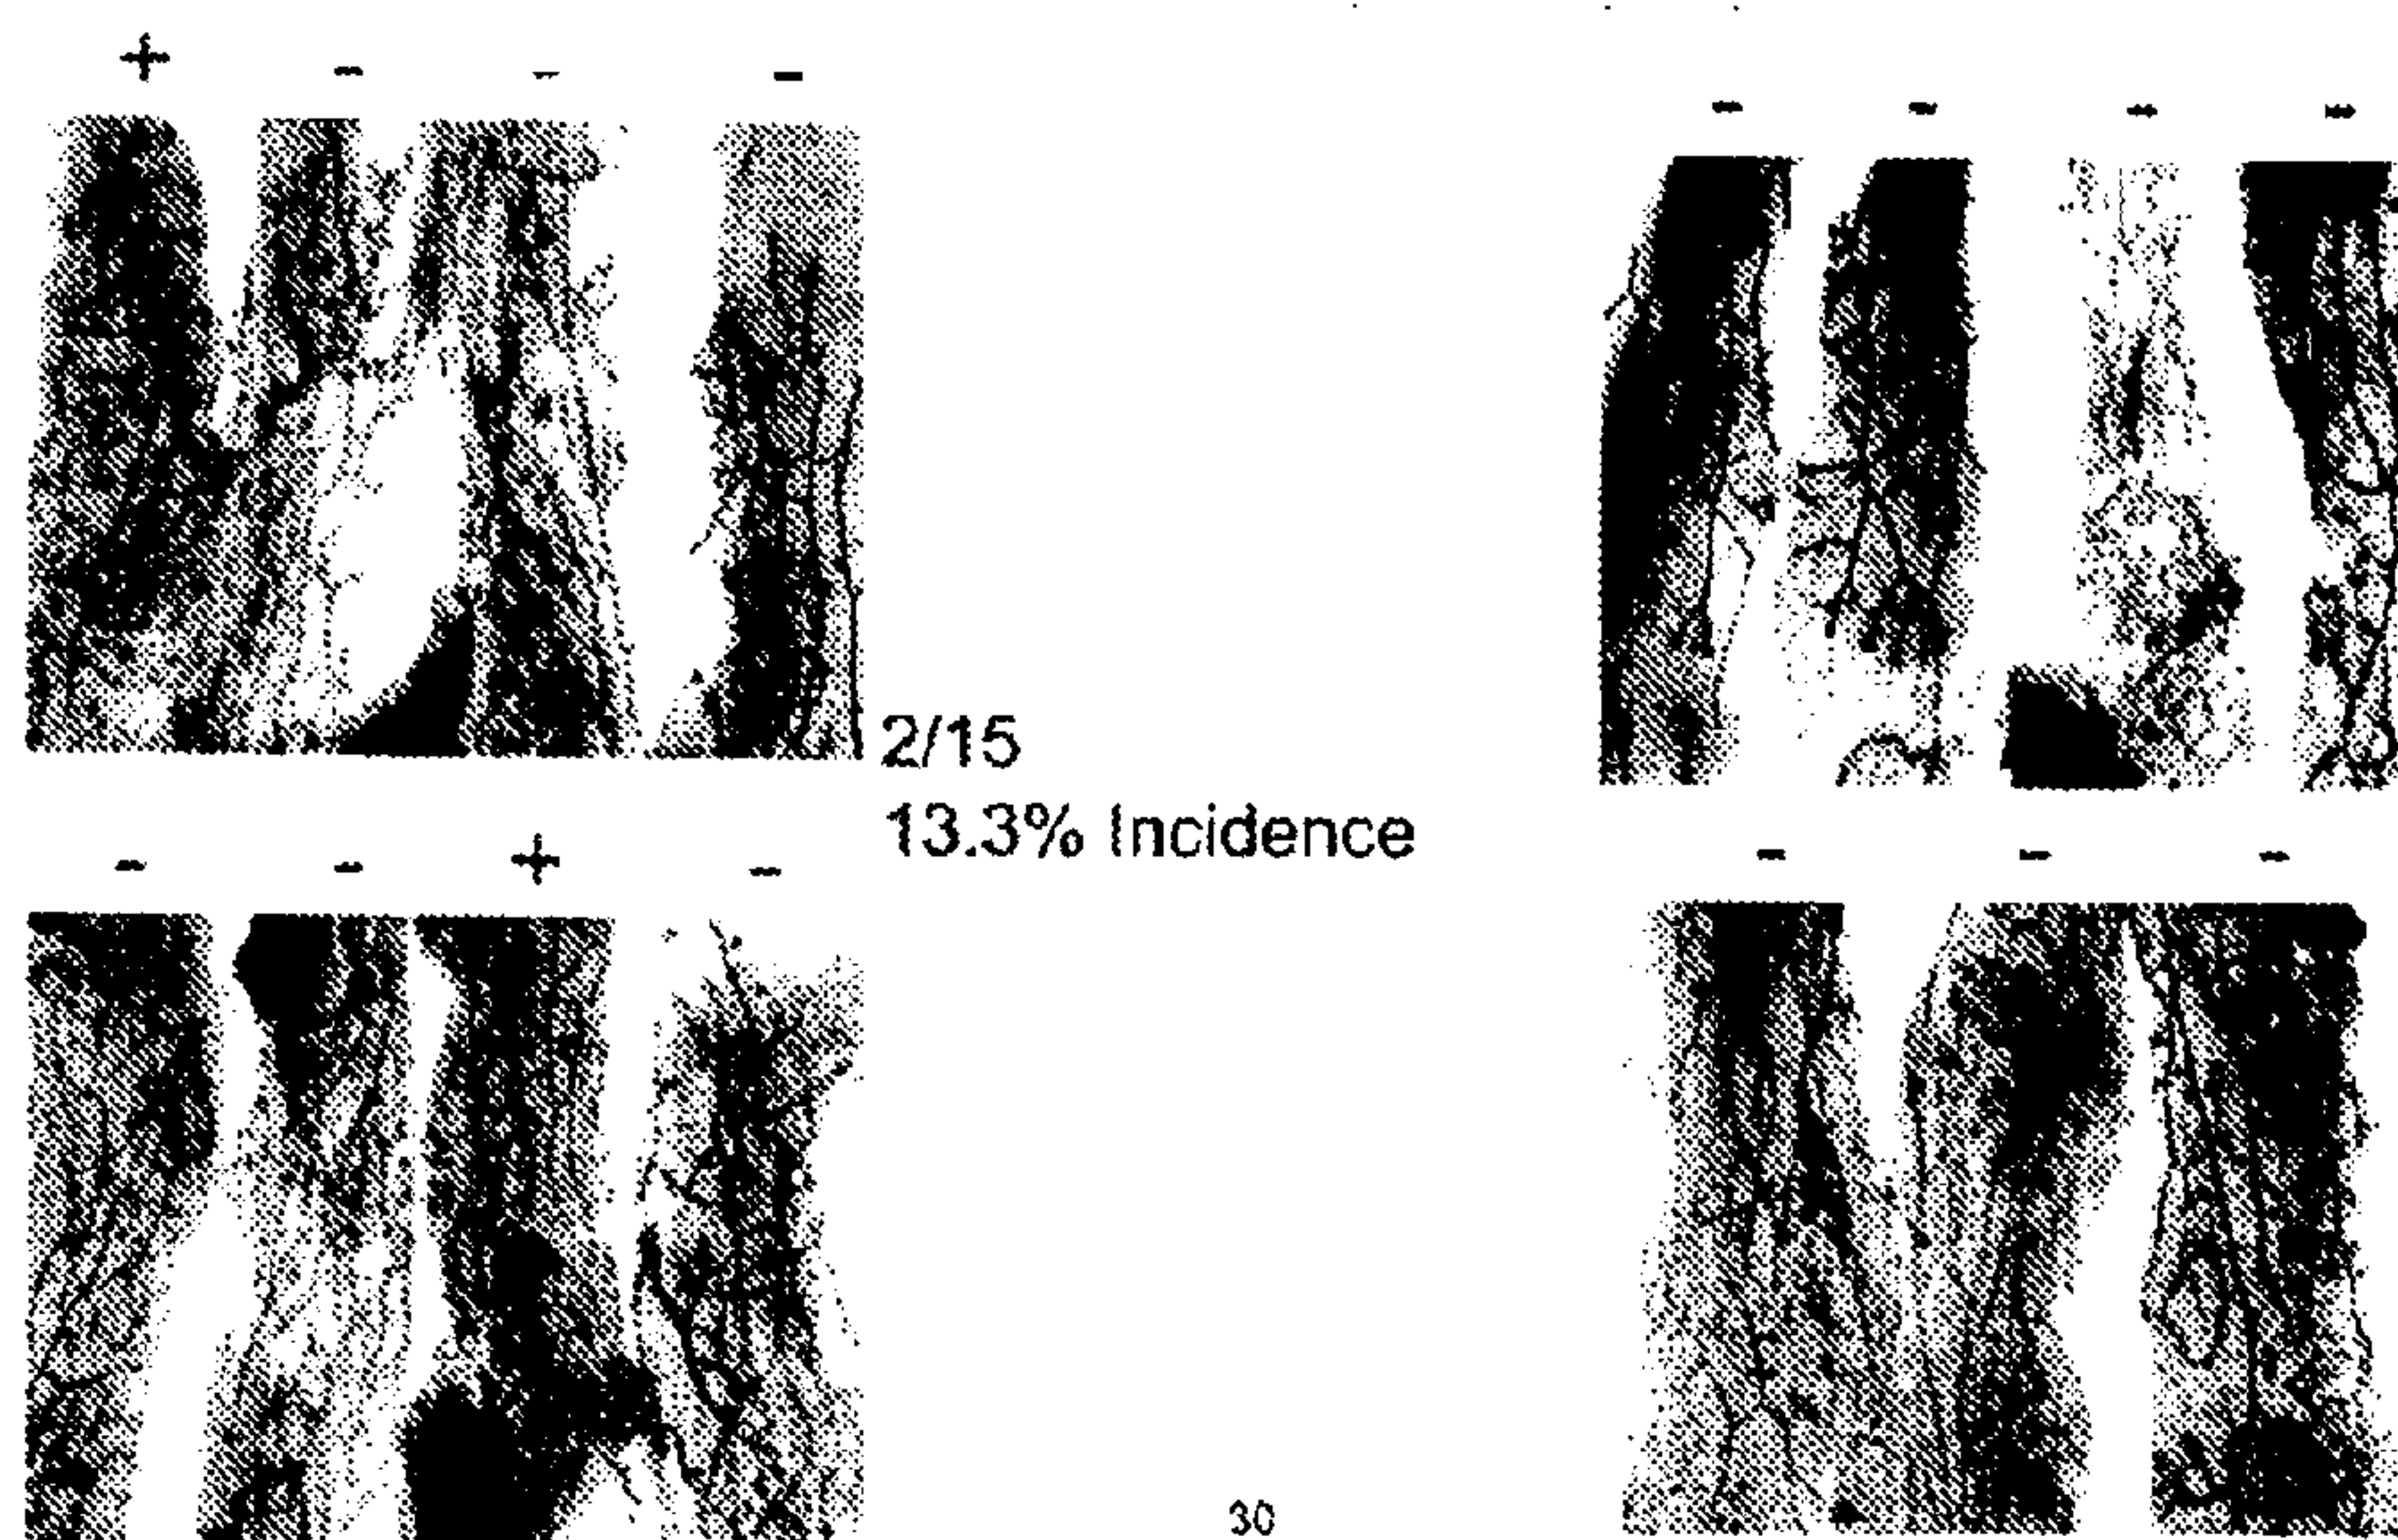 + - - -
- - - -
2/15
13.3% Incidence
- - + -
- - -
30